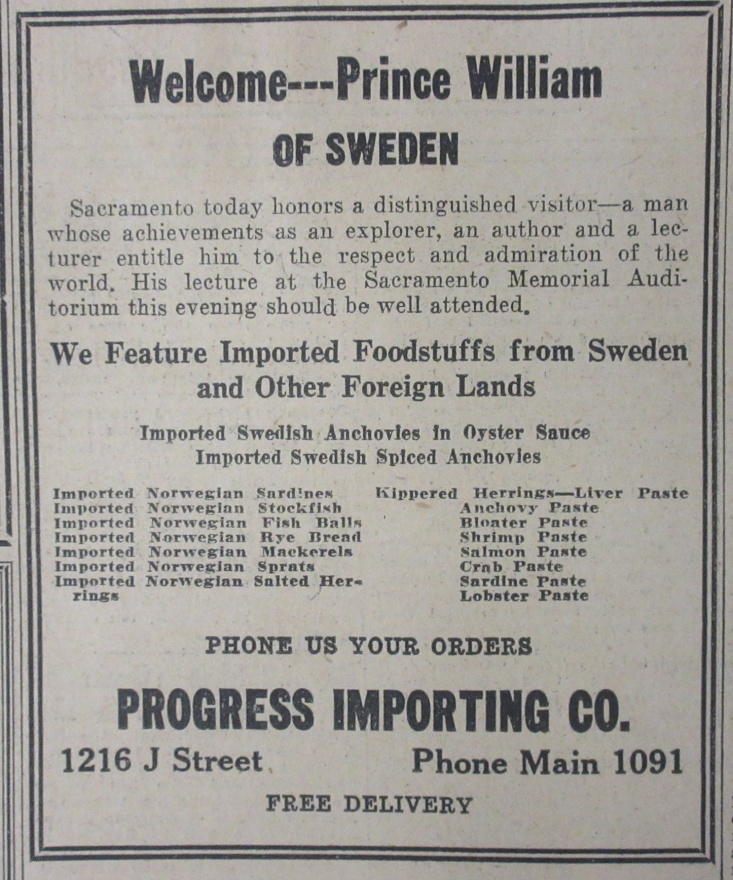 Welcome---Prince William
OF SWEDEN
Sacramento today honors a distinguished visitor—a man
whose achievements as an explorer, an author and a lec-
turer entitle him to the respect and admiration of the
world. His lecture at the Sacramento Memorial Audi-
torium this evening should be well attended.
We Feature Imported Foodstuffs from Sweden
and Other Foreign Lands
Imported Swedish Anchovies in Oyster Sauce
Imported Swedish Spiced Anchovies
Imported Norwegian Sardines
Imported Norwegian Stockfish
Imported Norwegian Fish Balls
Imported Norwegian Rye Bread
Imported Norwegian Mackerels
Imported Norwegian Sprats
Imported Norwegian Salted Her-
rings
Kippered Herrings—Liver Paste
Anchovy Paste
Bloater Paste
Shrimp Paste
Salmon Paste
Crab Paste
Sardine Paste
Lobster Paste
PHONE US YOUR ORDERS
PROGRESS IMPORTING CO.
1216 J Street Phone Main 1091
FREE DELIVERY